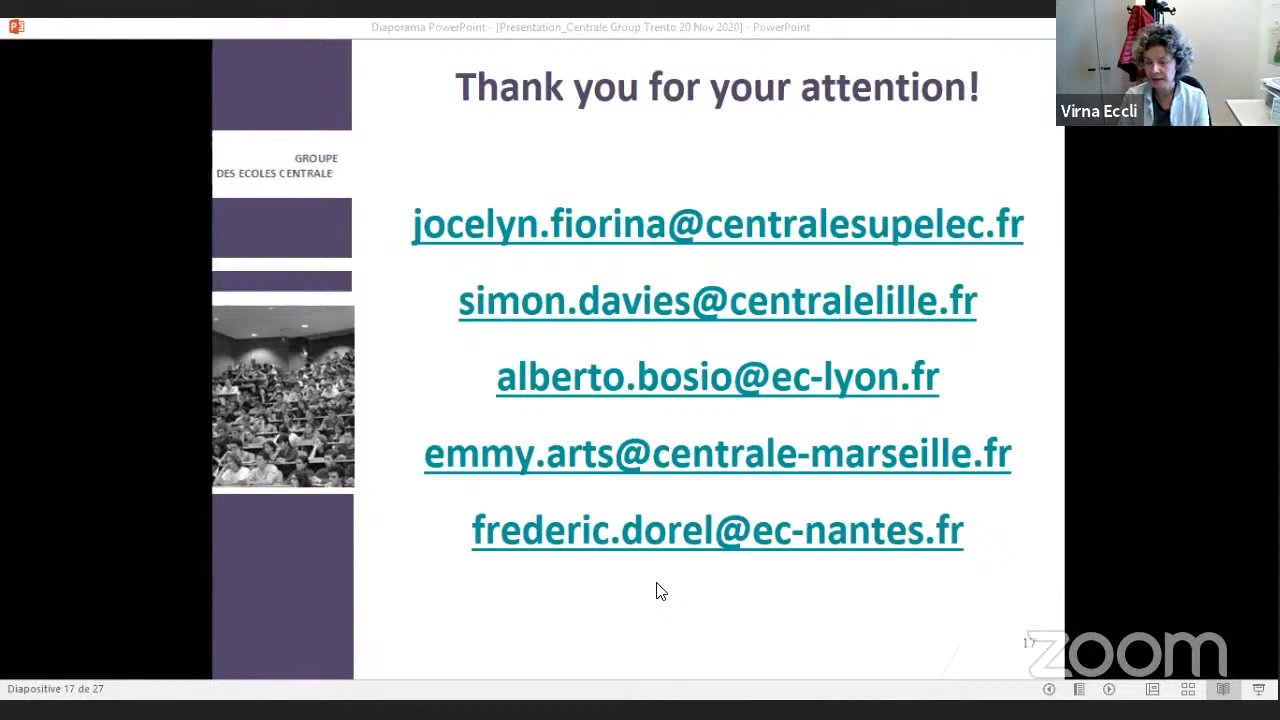 Diaporama PowerPoint - [Presentation_Centrale Group Trento 20 Nov 2020] - PowerPoint
Virna Eccli
Thank you for your attention!
GROUPE
DES ECOLES CENTRALE
jocelyn.fiorina@centralesupelec.fr
simon.davies@centralelille.fr
alberto.bosio@ec-lyon.fr
emmy.arts@centrale-marseille.fr
frederic.dorel@ec-nantes.fr
17
zoom
Diapositive 17 de 27